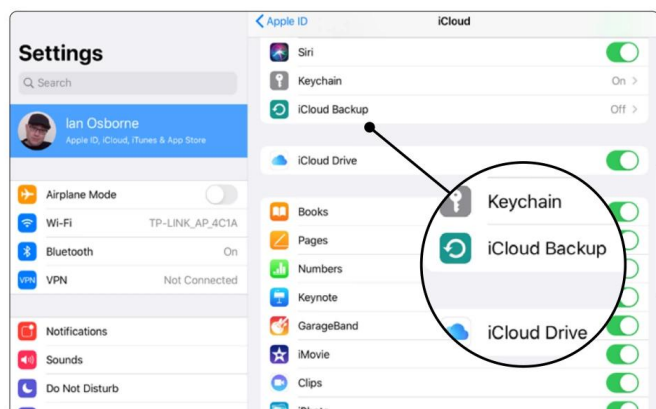 Apple ID
iCloud
Settings
Search
Ian Osborne
Apple ID, iCloud, iTunes & App Store
Airplane Mode
Wi-Fi TP-LINK_AP_4C1A
Bluetooth On
VPN VPN Not Connected
Notifications
Sounds
Do Not Disturb
Siri
Keychain On
iCloud Backup Off
iCloud Drive
Books
Pages
Numbers
Keynote
GarageBand
iMovie
Clips
Keychain
iCloud Backup
iCloud Drive